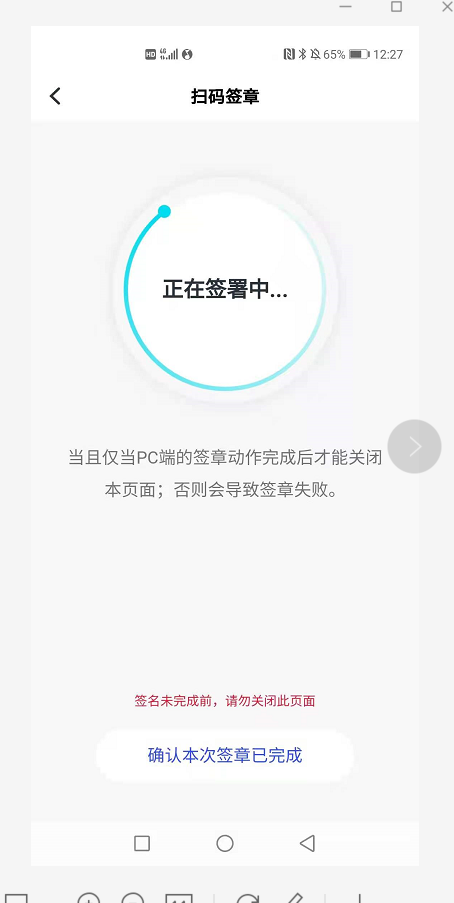 HD 4G 65% 12:27
扫码签章
正在签署中...
当且仅当PC端的签章动作完成后才能关闭
本页面；否则会导致签章失败。
签名未完成前，请勿关闭此页面
确认本次签章已完成